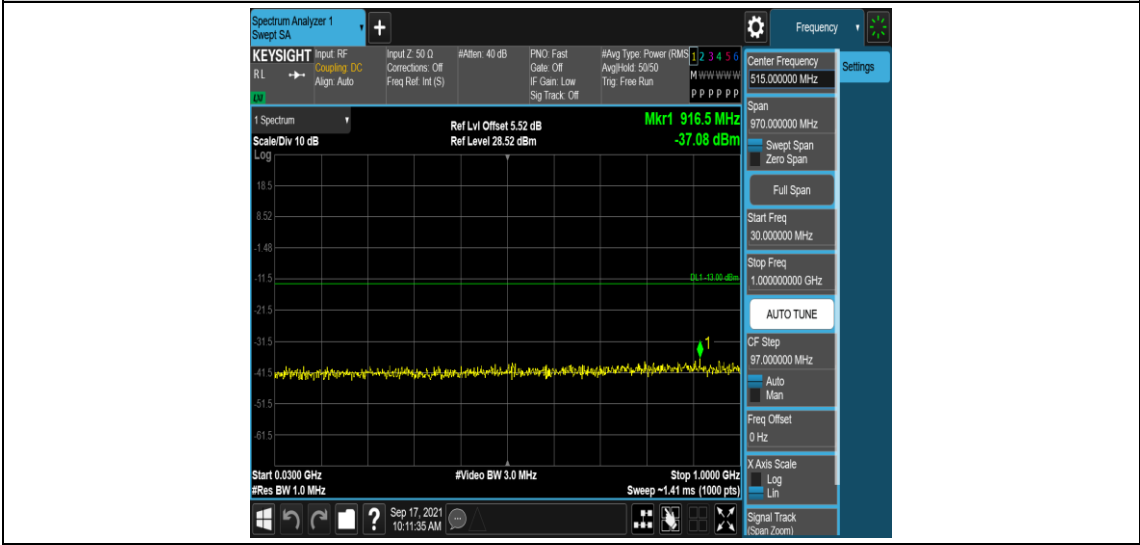 Spectrum Analyzer 1
Swept SA
+
Frequency
KEYSIGHT
RL
LXI
Input: RF
Coupling: DC
Align: Auto
Input Z: 50 Ω
Corrections: Off
Freq Ref: Int (S)
#Atten: 40 dB
PNO: Fast
Gate: Off
IF Gain: Low
Sig Track: Off
#Avg Type: Power (RMS
Avg|Hold: 50/50
Trig: Free Run
1 2 3 4 5 6
M W W W W W
P P P P P P
1 Spectrum
Scale/Div 10 dB
Log
Ref Lvl Offset 5.52 dB
Ref Level 28.52 dBm
Mkr1 916.5 MHz
-37.08 dBm
18.5
8.52
-1.48
-11.5
DL1 -13.00 dBm
-21.5
-31.5
1
-41.5
-51.5
-61.5
Start 0.0300 GHz
#Res BW 1.0 MHz
#Video BW 3.0 MHz
Stop 1.0000 GHz
Sweep ~1.41 ms (1000 pts)
?
Sep 17, 2021
10:11:35 AM
Center Frequency
515.000000 MHz
Settings
Span
970.000000 MHz
Swept Span
Zero Span
Full Span
Start Freq
30.000000 MHz
Stop Freq
1.000000000 GHz
AUTO TUNE
CF Step
97.000000 MHz
Auto
Man
Freq Offset
0 Hz
X Axis Scale
Log
Lin
Signal Track
(Span Zoom)